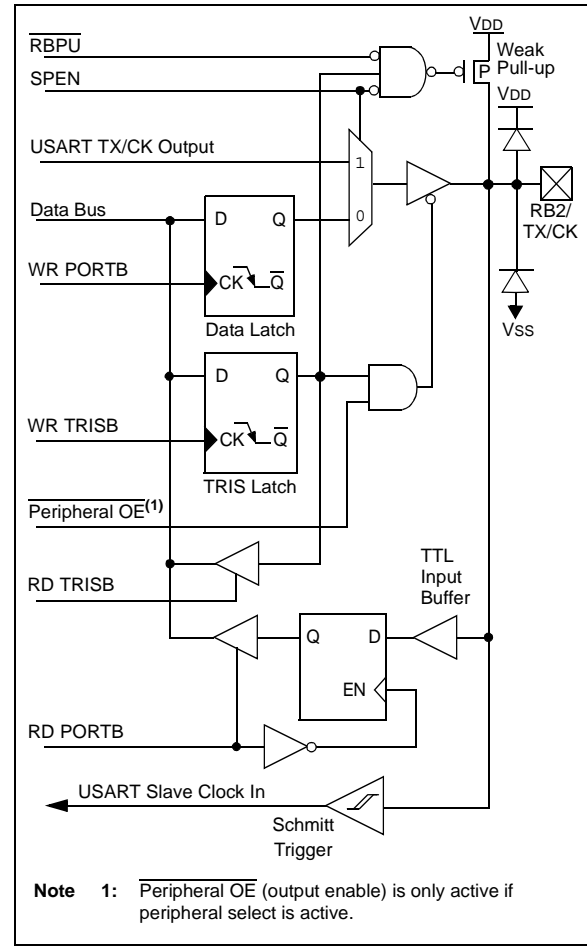 VDD
RBPU
Weak
Pull-up
P
SPEN
VDD
USART TX/CK Output
1
0
RB2/
TX/CK
Data Bus
D Q
WR PORTB
CK Q
Data Latch
VSS
D Q
WR TRISB
CK Q
TRIS Latch
Peripheral OE(1)
RD TRISB
TTL
Input
Buffer
Q D
EN
RD PORTB
USART Slave Clock In
Schmitt
Trigger
Note 1: Peripheral OE (output enable) is only active if
peripheral select is active.